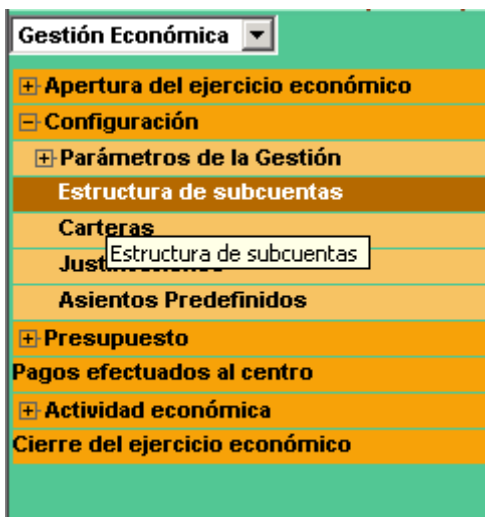 Gestión Económica
Apertura del ejercicio económico
Configuración
Parámetros de la Gestión
Estructura de subcuentas
Carteras
Estructura de subcuentas
Asientos Predefinidos
Presupuesto
Pagos efectuados al centro
Actividad económica
Cierre del ejercicio económico